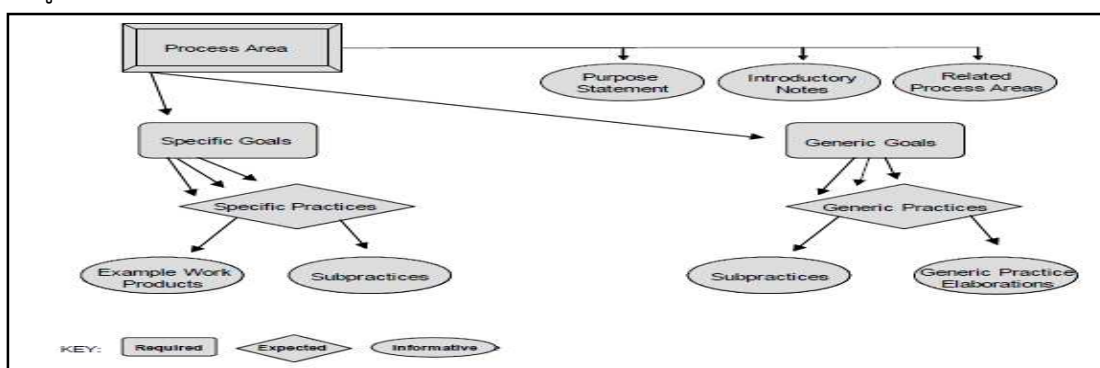 Process Area
Purpose
Statement
Introductory
Notes
Related
Process Areas
Specific Goals
Generic Goals
Specific Practices
Generic Practices
Example Work
Products
Subpractices
Subpractices
Generic Practice
Elaborations
KEY:
Required
Expected
Informative